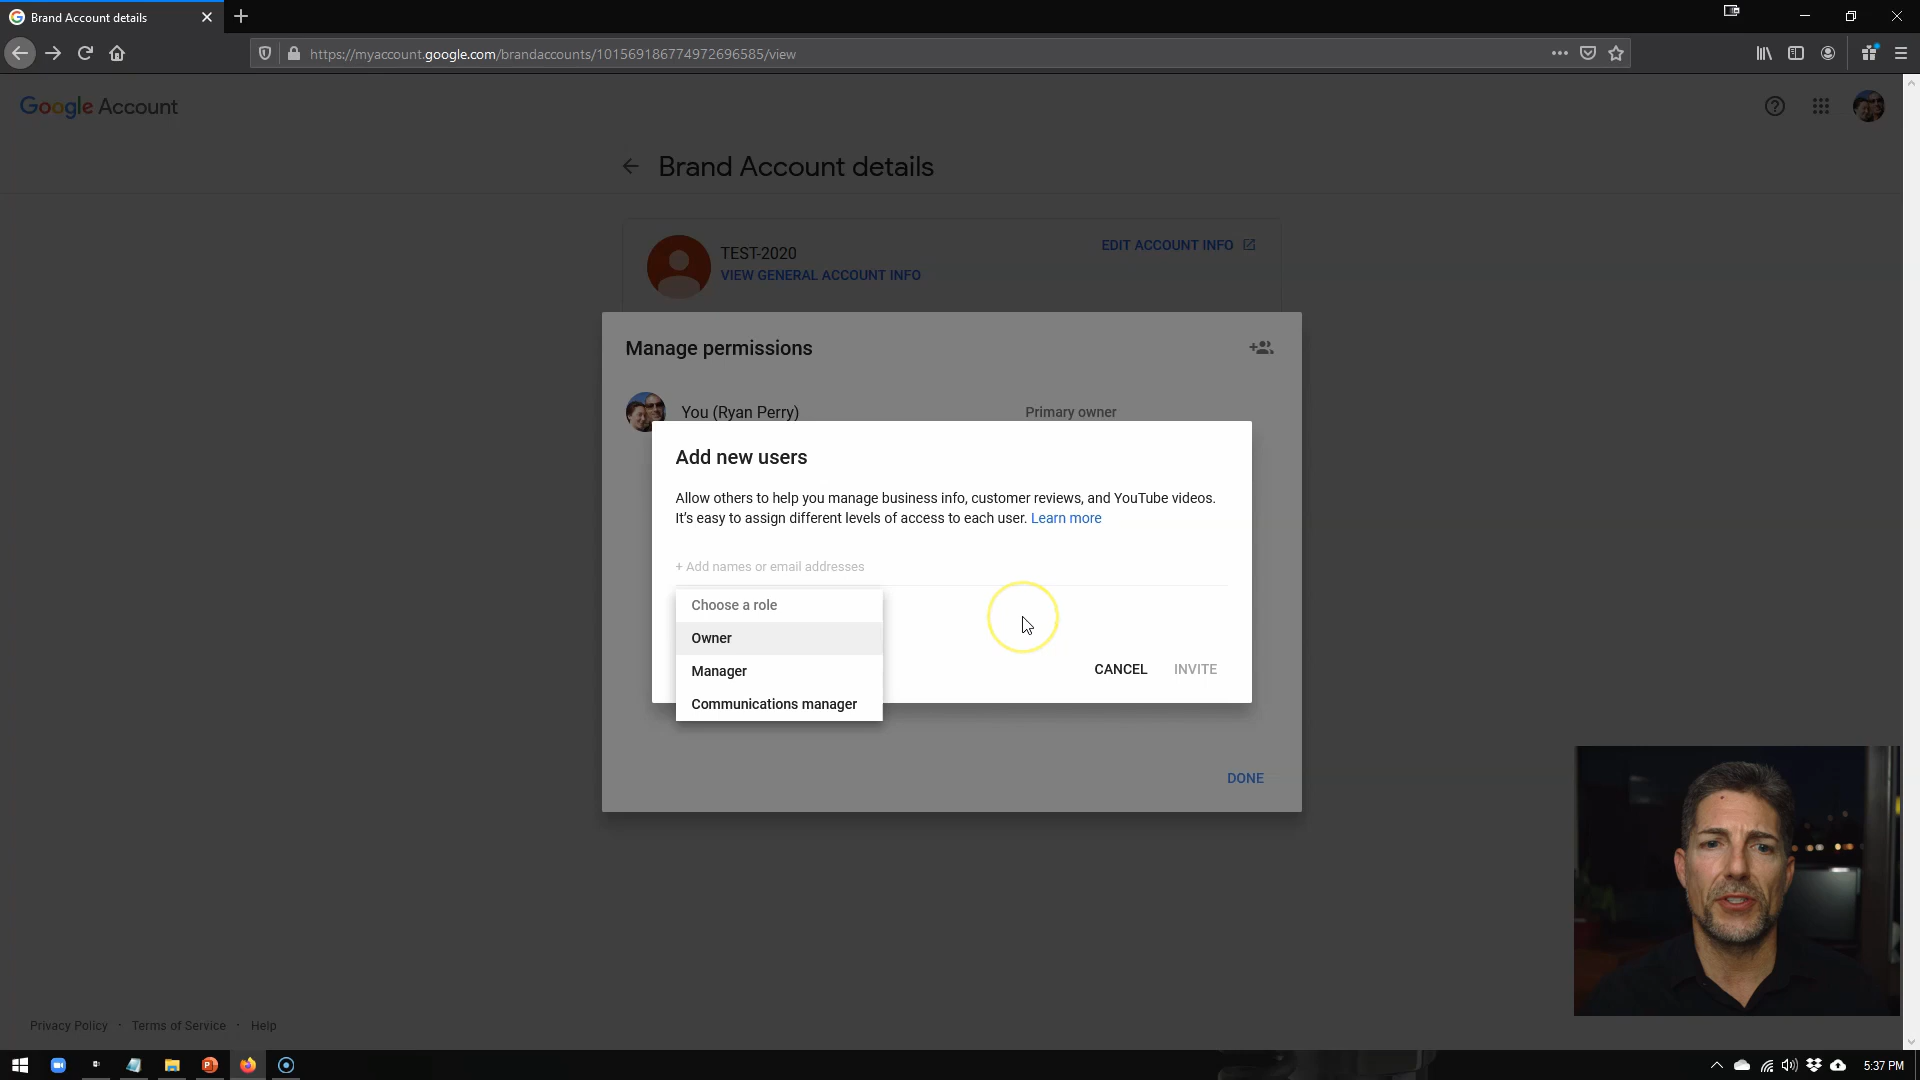 Brand Account details
https://myaccount.google.com/brandaccounts/101569186774972696585/view
Google Account
Brand Account details
TEST-2020
EDIT ACCOUNT INFO
VIEW GENERAL ACCOUNT INFO
Manage permissions
You (Ryan Perry)
Primary owner
Add new users
Allow others to help you manage business info, customer reviews, and YouTube videos.
It's easy to assign different levels of access to each user. Learn more
+ Add names or email addresses
Choose a role
Owner
Manager
Communications manager
CANCEL
INVITE
DONE
Privacy Policy · Terms of Service · Help
5:37 PM